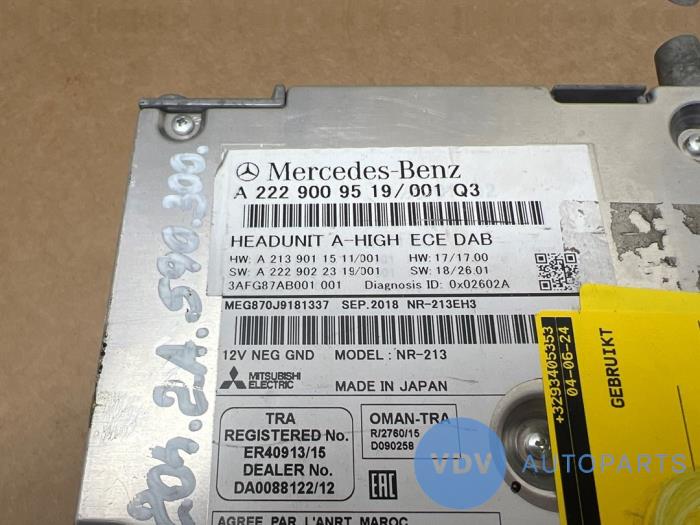 Mercedes-Benz
A 222 900 95 19/001 Q3
HEADUNIT A-HIGH ECE DAB
HW: A 213 901 15 11/001 HW: 17/17.00
SW: A 222 902 23 19/001 SW: 18/26.01
3AFG87AB001 001 Diagnosis ID: 0x02602A
MEG870J9181337 SEP.2018 NR-213EH3
12V NEG GND MODEL : NR-213
MITSUBISHI
ELECTRIC
MADE IN JAPAN
TRA
REGISTERED No.
ER40913/15
DEALER No.
DA0088122/12
OMAN-TRA
R/2760/15
D090258
EAC
AGREE PAR L'ANRT MAROC
+3293405353
04-06-24
GEBRUIKT
VDV AUTOPARTS